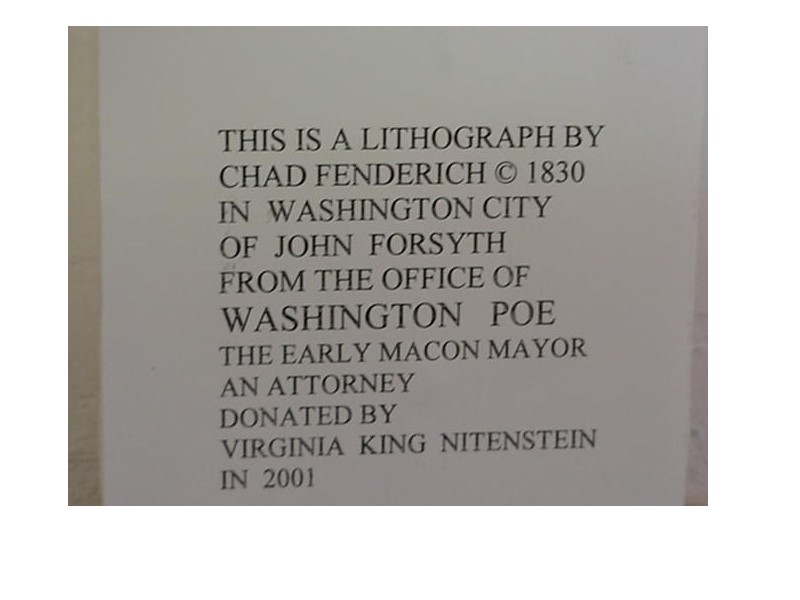 THIS IS A LITHOGRAPH BY
CHAD FENDERICH © 1830
IN WASHINGTON CITY
OF JOHN FORSYTH
FROM THE OFFICE OF
WASHINGTON POE
THE EARLY MACON MAYOR
AN ATTORNEY
DONATED BY
VIRGINIA KING NITENSTEIN
IN 2001